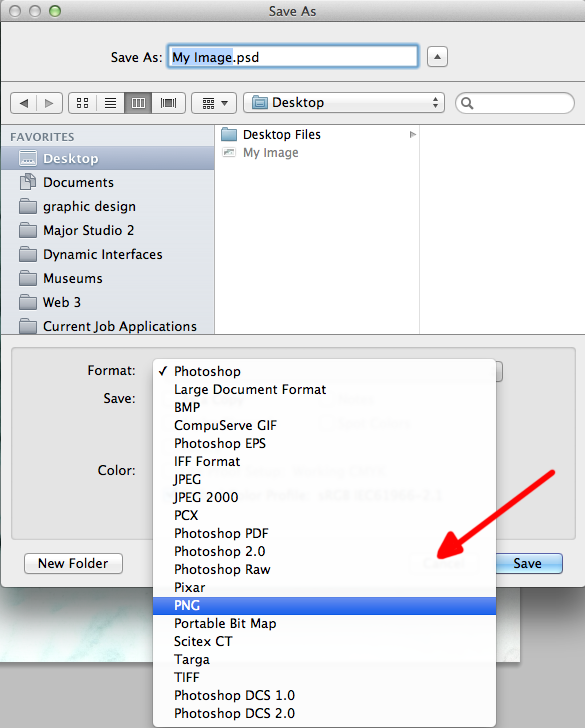 Save As
Save As: My Image.psd
Desktop
FAVORITES
Desktop
Documents
graphic design
Major Studio 2
Dynamic Interfaces
Museums
Web 3
Current Job Applications
Desktop Files
My Image
Format:
Save:
Color:
✓ Photoshop
Large Document Format
BMP
CompuServe GIF
Photoshop EPS
IFF Format
JPEG
JPEG 2000
PCX
Photoshop PDF
Photoshop 2.0
Photoshop Raw
Pixar
PNG
Portable Bit Map
Scitex CT
Targa
TIFF
Photoshop DCS 1.0
Photoshop DCS 2.0
New Folder
Cancel
Save